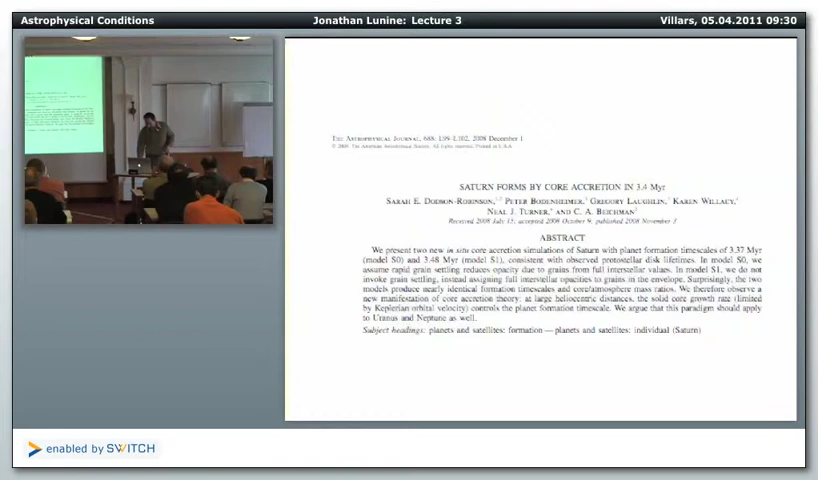 Astrophysical Conditions
Jonathan Lunine: Lecture 3
Villars, 05.04.2011 09:30
THE ASTROPHYSICAL JOURNAL, 688: L99–L102, 2008 December 1
© 2008. The American Astronomical Society. All rights reserved. Printed in U.S.A.
SATURN FORMS BY CORE ACCRETION IN 3.4 Myr
SARAH E. DODSON-ROBINSON, PETER BODENHEIMER, GREGORY LAUGHLIN, KAREN WILLACY,
NEAL J. TURNER, AND C. A. BEICHMAN
Received 2008 July 15; accepted 2008 October 9; published 2008 November 3
ABSTRACT
We present two new in situ core accretion simulations of Saturn with planet formation timescales of 3.37 Myr
(model S0) and 3.48 Myr (model S1), consistent with observed protostellar disk lifetimes. In model S0, we
assume rapid grain settling reduces opacity due to grains from full interstellar values. In model S1, we do not
invoke grain settling, instead assigning full interstellar opacities to grains in the envelope. Surprisingly, the two
models produce nearly identical formation timescales and core/atmosphere mass ratios. We therefore observe a
new manifestation of core accretion theory: at large heliocentric distances, the solid core growth rate (limited
by Keplerian orbital velocity) controls the planet formation timescale. We argue that this paradigm should apply
to Uranus and Neptune as well.
Subject headings: planets and satellites: formation — planets and satellites: individual (Saturn)
enabled by SWITCH